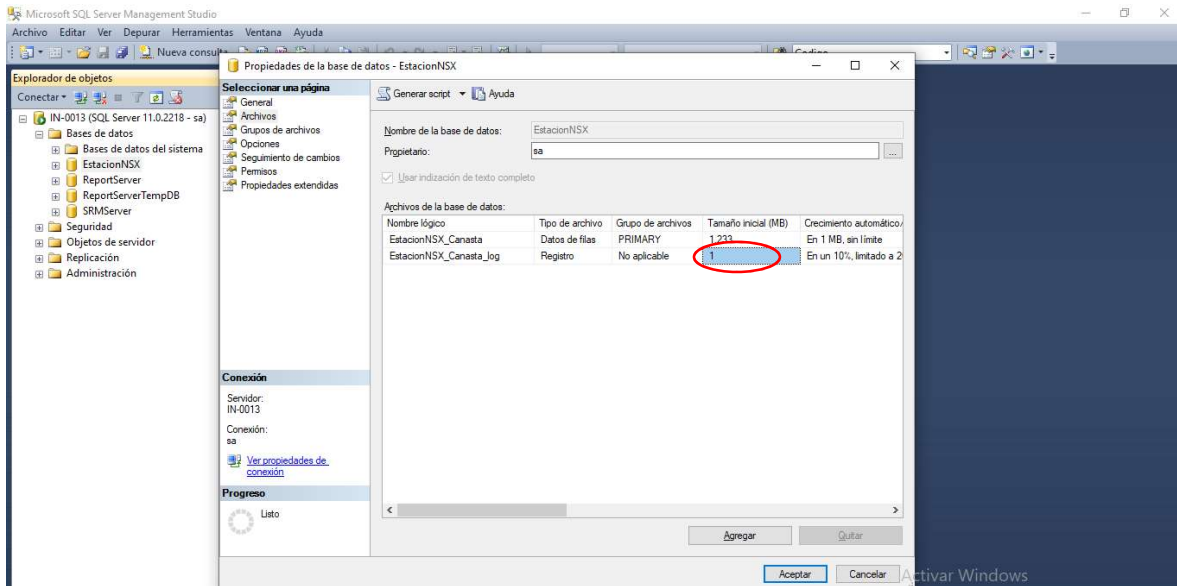 Microsoft SQL Server Management Studio
Archivo Editar Ver Depurar Herramientas Ventana Ayuda
Nueva consulta
Explorador de objetos
Conectar
IN-0013 (SQL Server 11.0.2218 - sa)
Bases de datos
Bases de datos del sistema
EstacionNSX
ReportServer
ReportServerTempDB
SRMServer
Seguridad
Objetos de servidor
Replicación
Administración
Propiedades de la base de datos - EstacionNSX
Seleccionar una página
General
Archivos
Grupos de archivos
Opciones
Seguimiento de cambios
Permisos
Propiedades extendidas
Conexión
Servidor:
IN-0013
Conexión:
sa
Ver propiedades de
conexión
Progreso
Listo
Generar script Ayuda
Nombre de la base de datos: EstacionNSX
Propietario: sa ...
Usar indización de texto completo
Archivos de la base de datos:
Nombre lógico Tipo de archivo Grupo de archivos Tamaño inicial (MB) Crecimiento automático/
EstacionNSX_Canasta Datos de filas PRIMARY 1,233 En 1 MB, sin límite
EstacionNSX_Canasta_log Registro No aplicable 1 En un 10%, limitado a 2
Agregar Quitar
Aceptar Cancelar
Activar Windows